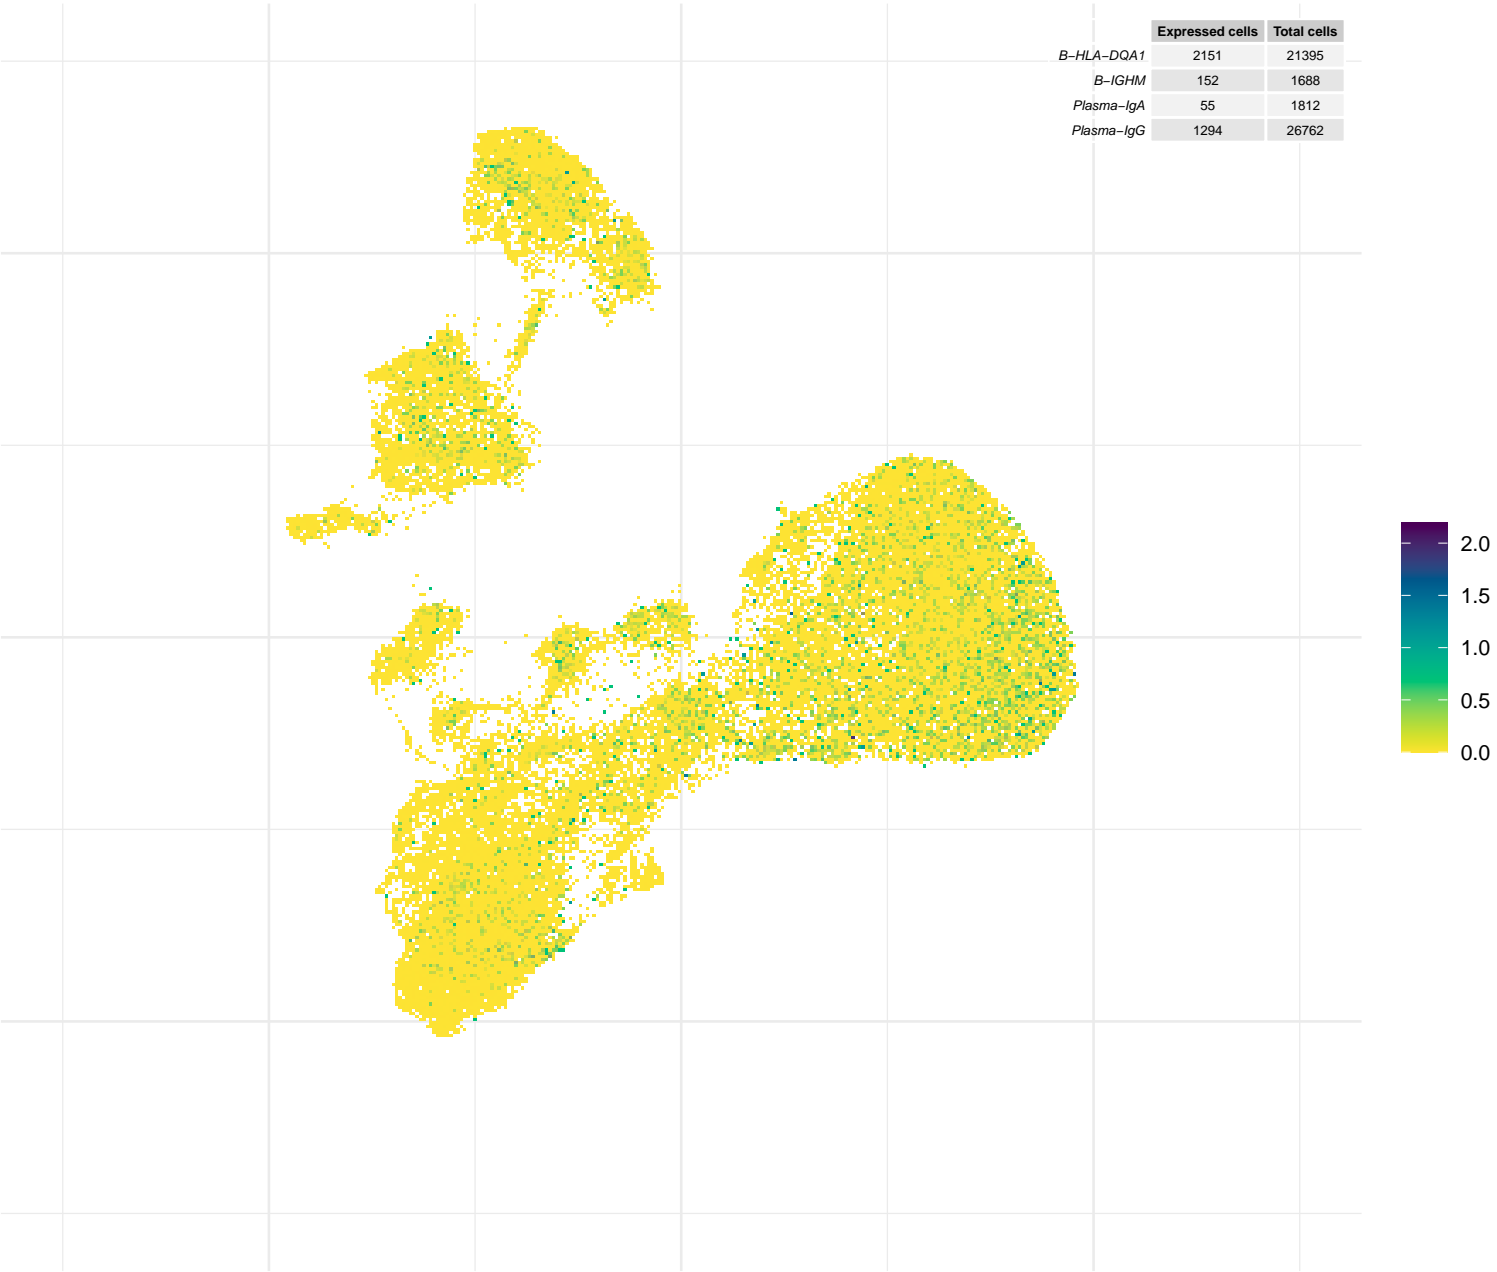 Expressed cells Total cells
B−HLA−DQA1 2151 21395
B−IGHM 152 1688
Plasma−IgA 55 1812
Plasma−IgG 1294 26762
2.0
1.5
1.0
0.5
0.0